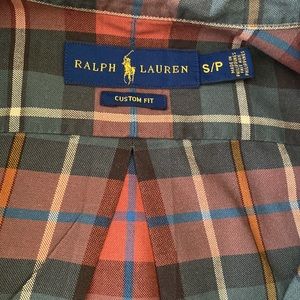 RALPH LAUREN
S/P
CUSTOM FIT